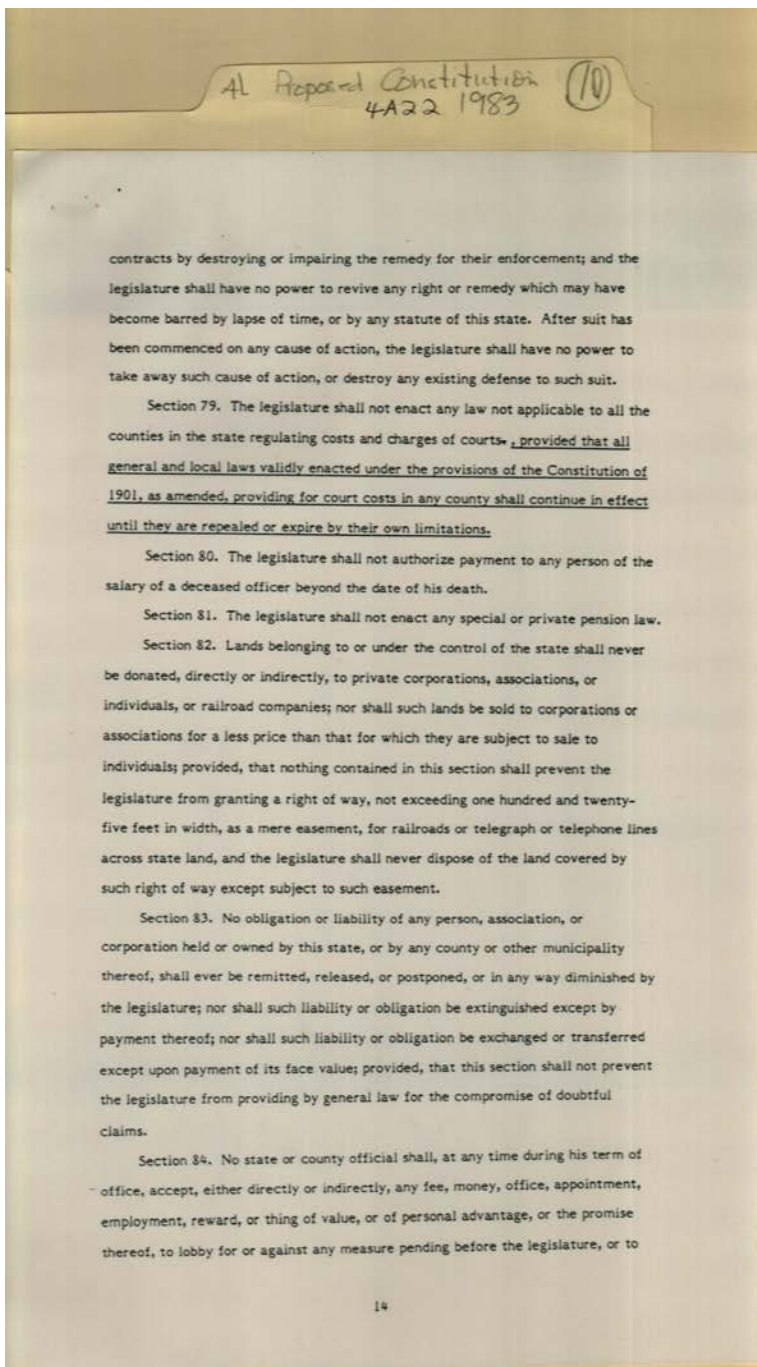 AL Proposed Constitution 10
4A22 1983
contracts by destroying or impairing the remedy for their enforcement; and the
legislature shall have no power to revive any right or remedy which may have
become barred by lapse of time, or by any statute of this state. After suit has
been commenced on any cause of action, the legislature shall have no power to
take away such cause of action, or destroy any existing defense to such suit.
Section 79. The legislature shall not enact any law not applicable to all the
counties in the state regulating costs and charges of courts. , provided that all
general and local laws validly enacted under the provisions of the Constitution of
1901, as amended, providing for court costs in any county shall continue in effect
until they are repealed or expire by their own limitations.
Section 80. The legislature shall not authorize payment to any person of the
salary of a deceased officer beyond the date of his death.
Section 81. The legislature shall not enact any special or private pension law.
Section 82. Lands belonging to or under the control of the state shall never
be donated, directly or indirectly, to private corporations, associations, or
individuals, or railroad companies; nor shall such lands be sold to corporations or
associations for a less price than that for which they are subject to sale to
individuals; provided, that nothing contained in this section shall prevent the
legislature from granting a right of way, not exceeding one hundred and twenty-
five feet in width, as a mere easement, for railroads or telegraph or telephone lines
across state land, and the legislature shall never dispose of the land covered by
such right of way except subject to such easement.
Section 83. No obligation or liability of any person, association, or
corporation held or owned by this state, or by any county or other municipality
thereof, shall ever be remitted, released, or postponed, or in any way diminished by
the legislature; nor shall such liability or obligation be extinguished except by
payment thereof; nor shall such liability or obligation be exchanged or transferred
except upon payment of its face value; provided, that this section shall not prevent
the legislature from providing by general law for the compromise of doubtful
claims.
Section 84. No state or county official shall, at any time during his term of
office, accept, either directly or indirectly, any fee, money, office, appointment,
employment, reward, or thing of value, or of personal advantage, or the promise
thereof, to lobby for or against any measure pending before the legislature, or to
14